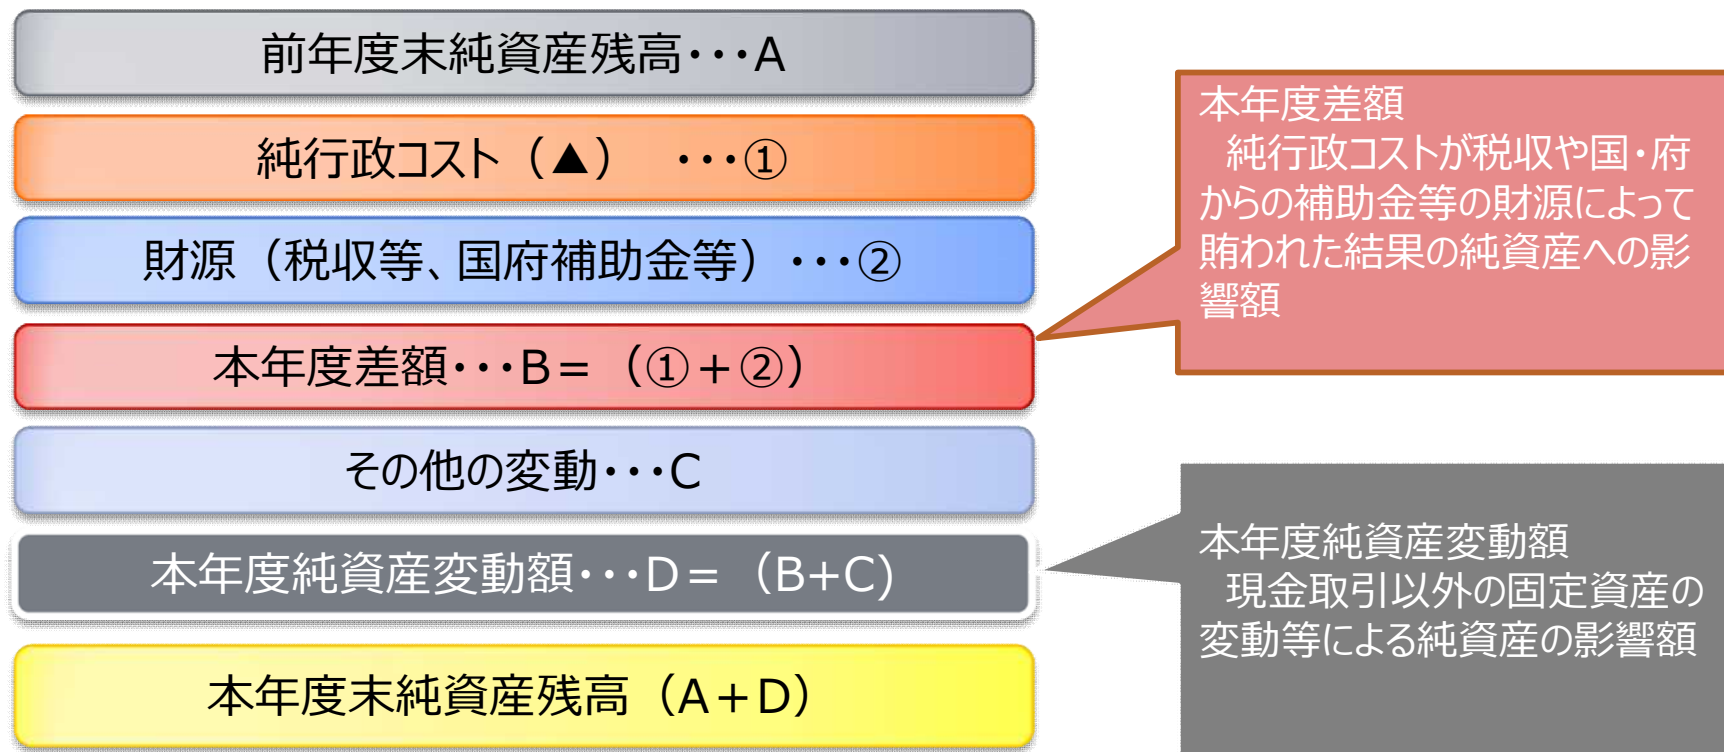 前年度末純資産残高・・・A
純行政コスト（▲）　・・・①
財源（税収等、国府補助金等）・・・②
本年度差額・・・B＝（①＋②）
その他の変動・・・C
本年度純資産変動額・・・D＝（B+C）
本年度末純資産残高（A＋D）
本年度差額
　純行政コストが税収や国・府
からの補助金等の財源によって
賄われた結果の純資産への影
響額
本年度純資産変動額
　現金取引以外の固定資産の
変動等による純資産の影響額